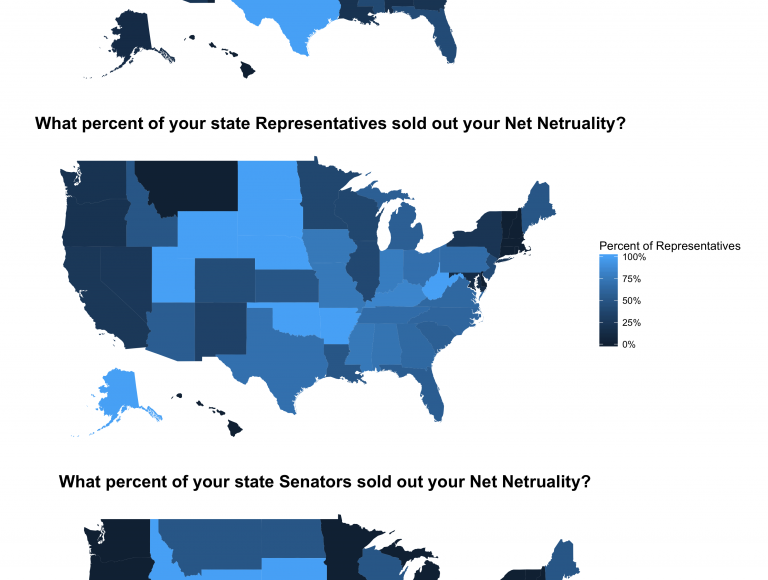 What percent of your state Representatives sold out your Net Netruality?
Percent of Representatives
100%
75%
50%
25%
0%
What percent of your state Senators sold out your Net Netruality?